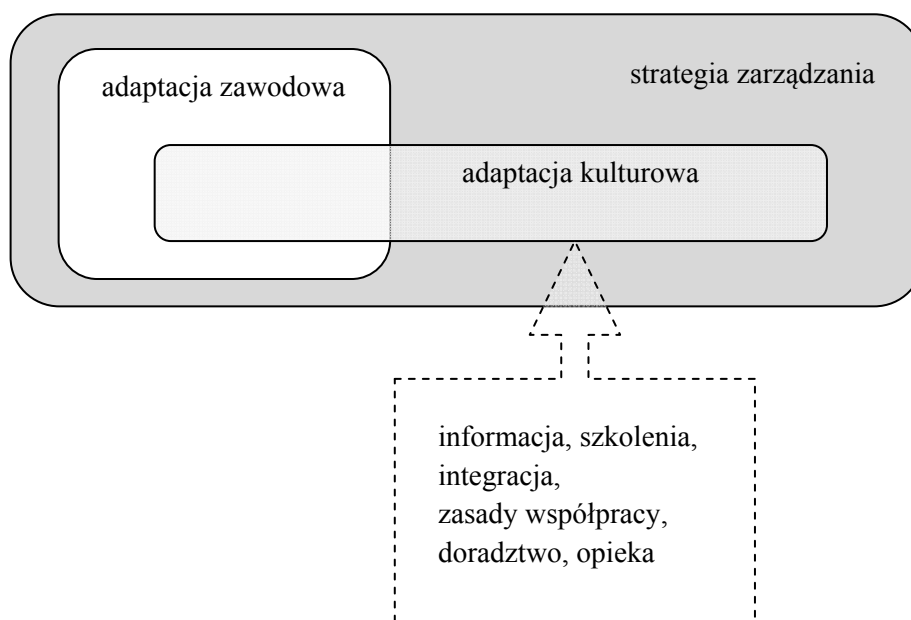 adaptacja zawodowa
strategia zarządzania
adaptacja kulturowa
informacja, szkolenia,
integracja,
zasady współpracy,
doradztwo, opieka